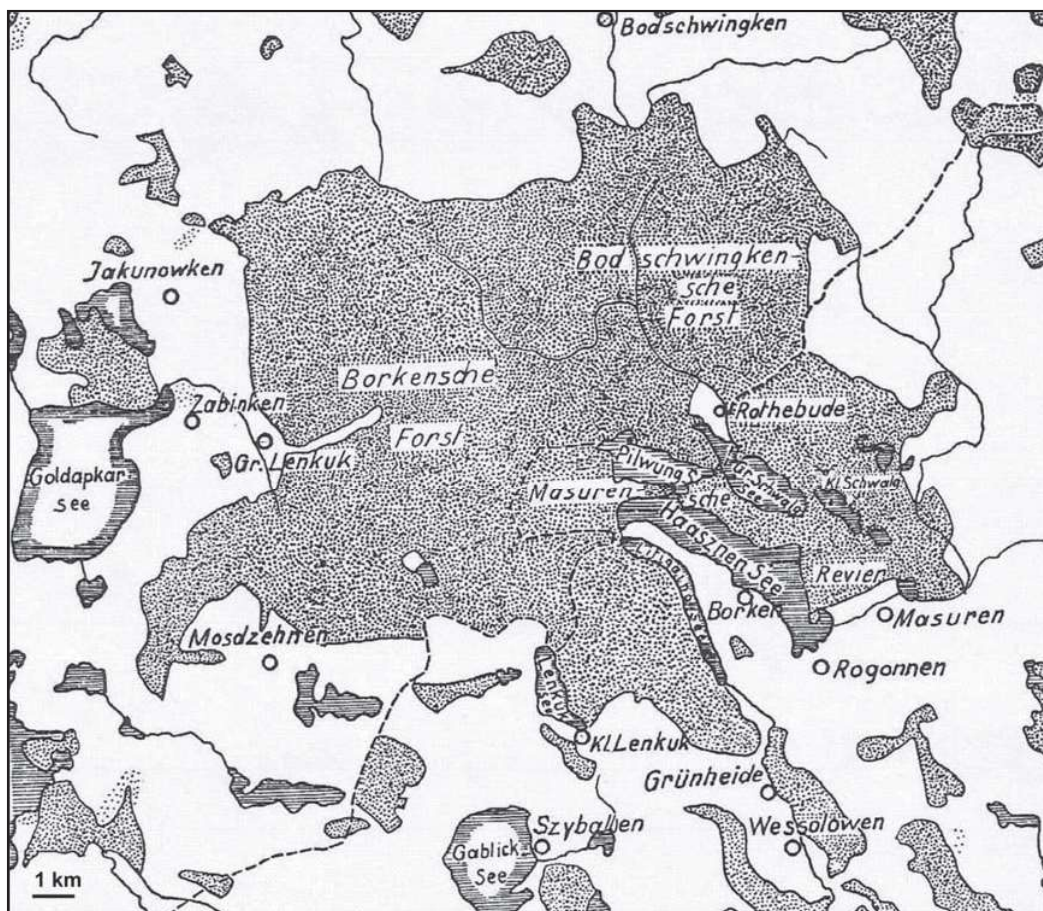 Bodschwingken
Jakunowken
Bodschwingken-
sche
Forst
Borkensche
Forst
Zabinken
Gr. Lenkuk
Goldapkar-
see
Rothebude
Pilwung S.
Gr. Schwalg
See
Kl. Schwalg
Masuren-
sche
Revier
Haasznen See
Borken
Masuren
Rogonnen
Mosdzehnen
Kl. Lenkuk
Grünheide
Wessolowen
Szyballen
Gablick
See
1 km